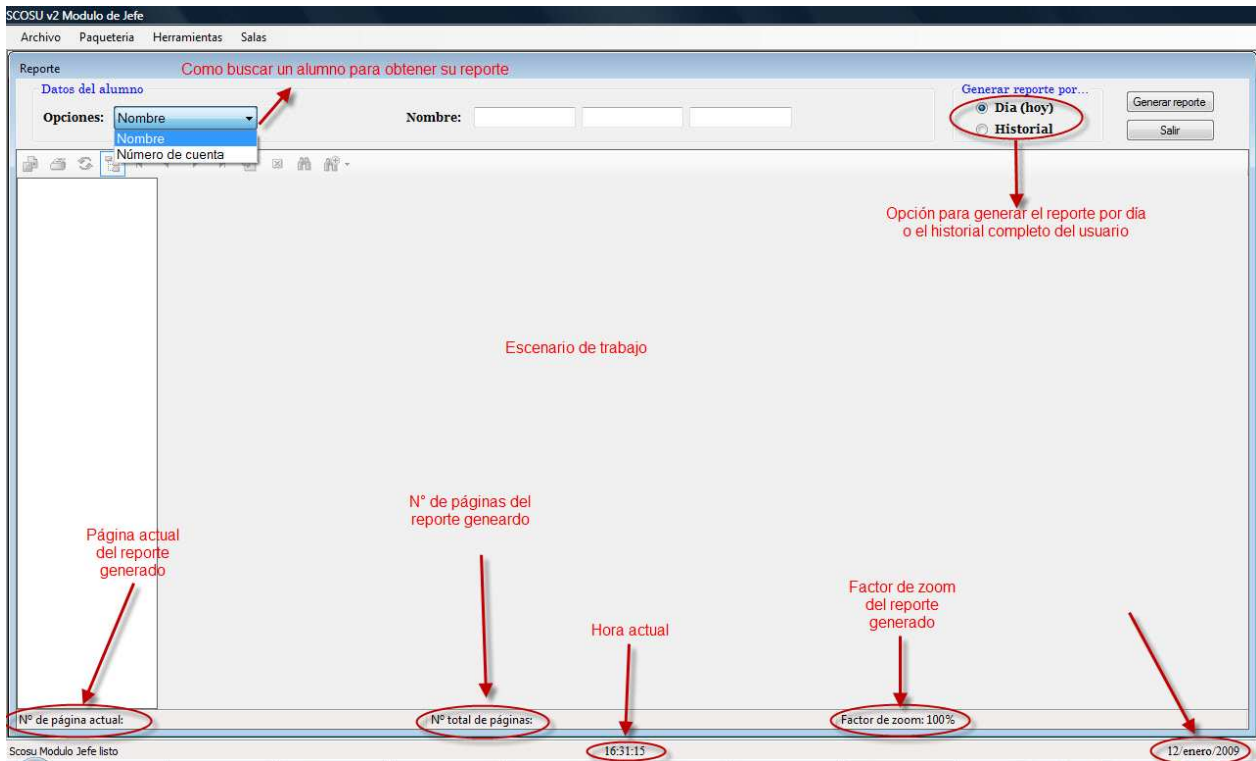 SCOSU v2 Modulo de Jefe
Archivo Paqueteria Herramientas Salas
Reporte
Como buscar un alumno para obtener su reporte
Datos del alumno
Generar reporte por...
Opciones: Nombre
Nombre:
Día (hoy)
Generar reporte
Nombre
Historial
Salir
Número de cuenta
Opción para generar el reporte por día
o el historial completo del usuario
Escenario de trabajo
N° de páginas del
reporte geneardo
Página actual
del reporte
generado
Factor de zoom
del reporte
generado
Hora actual
Nº de página actual:
Nº total de páginas:
Factor de zoom: 100%
Scosu Modulo Jefe listo
16:31:15
12/enero/2009